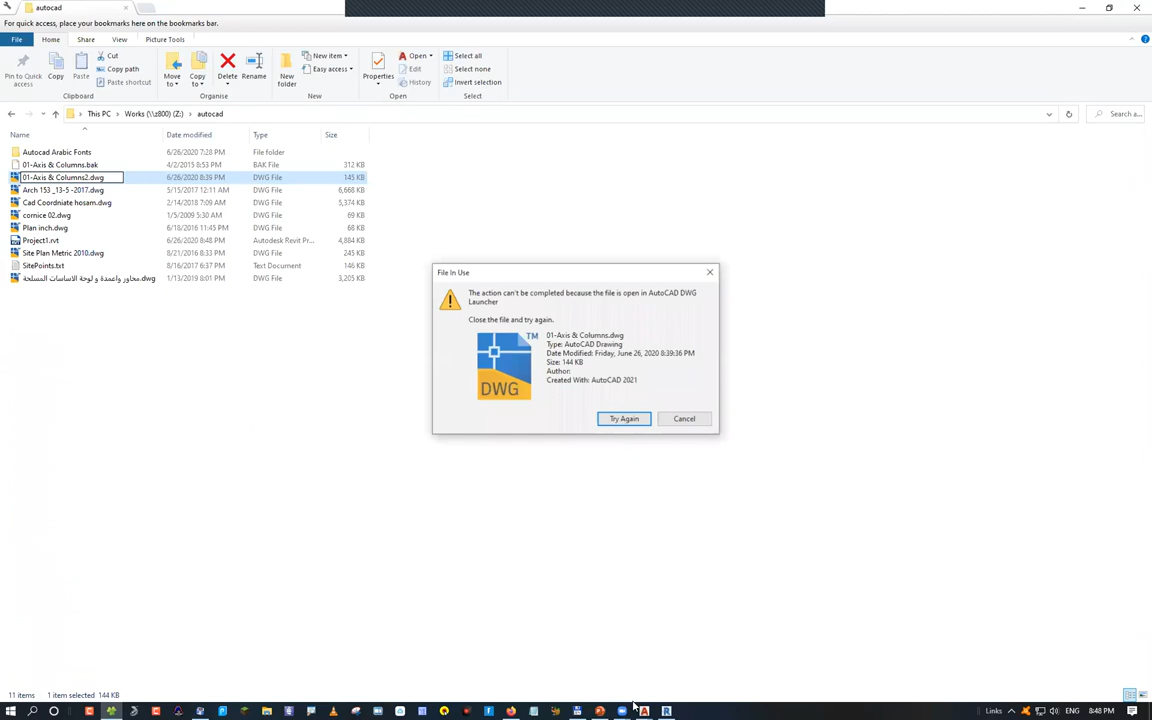 autocad
For quick access, place your bookmarks here on the bookmarks bar.
File Home Share View Picture Tools
Pin to Quick access
Copy
Paste
Cut
Copy path
Paste shortcut
Clipboard
Move to
Copy to
Delete
Rename
Organise
New folder
New item
Easy access
New
Properties
Open
Edit
History
Open
Select all
Select none
Invert selection
Select
This PC Works (\\z800) (Z:) autocad
Search a...
Name Date modified Type Size
Autocad Arabic Fonts 6/26/2020 7:28 PM File folder
01-Axis & Columns.bak 4/2/2015 8:53 PM BAK File 312 KB
01-Axis & Columns2.dwg 6/26/2020 8:39 PM DWG File 145 KB
Arch 153 _13-5 -2017.dwg 5/15/2017 12:11 AM DWG File 6,668 KB
Cad Coordniate hosam.dwg 2/14/2018 7:09 AM DWG File 5,374 KB
cornice 02.dwg 1/5/2009 5:30 AM DWG File 69 KB
Plan inch.dwg 6/18/2016 11:45 PM DWG File 68 KB
Project1.rvt 6/26/2020 8:48 PM Autodesk Revit Pr... 4,884 KB
Site Plan Metric 2010.dwg 8/21/2016 8:33 PM DWG File 245 KB
SitePoints.txt 8/16/2017 6:37 PM Text Document 146 KB
محاور واعمدة و لوحة الاساسات المسلحة.dwg 1/13/2019 8:01 PM DWG File 3,205 KB
File In Use
The action can't be completed because the file is open in AutoCAD DWG
Launcher
Close the file and try again.
01-Axis & Columns.dwg
Type: AutoCAD Drawing
Date Modified: Friday, June 26, 2020 8:39:36 PM
Size: 144 KB
Author:
Created With: AutoCAD 2021
TM
DWG
Try Again Cancel
11 items 1 item selected 144 KB
Links ENG 8:48 PM